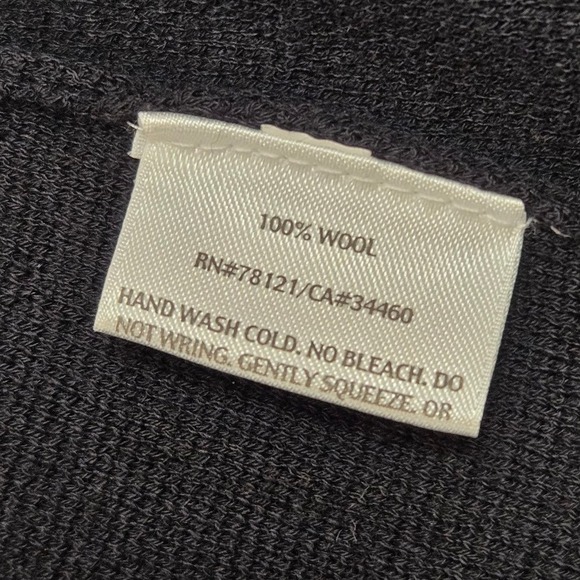 100% WOOL
RN#78121/CA#34460
HAND WASH COLD. NO BLEACH. DO
NOT WRING. GENTLY SQUEEZE. OR